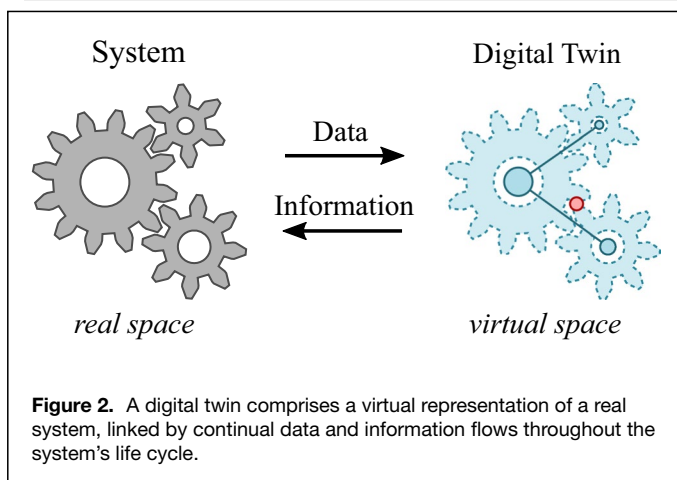 System
Digital Twin
Data
Information
real space
virtual space
Figure 2. A digital twin comprises a virtual representation of a real
system, linked by continual data and information flows throughout the
system’s life cycle.